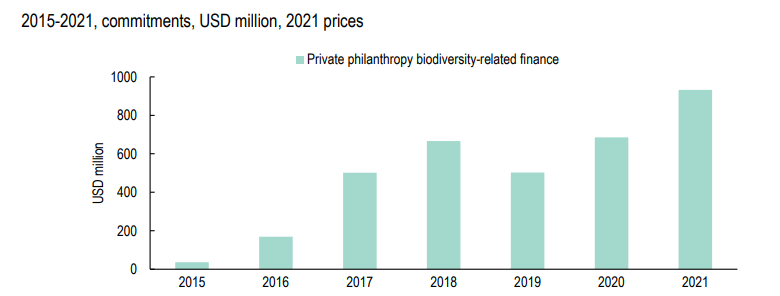 2015-2021, commitments, USD million, 2021 prices
Private philanthropy biodiversity-related finance
USD million
1000
800
600
400
200
0
2015 2016 2017 2018 2019 2020 2021